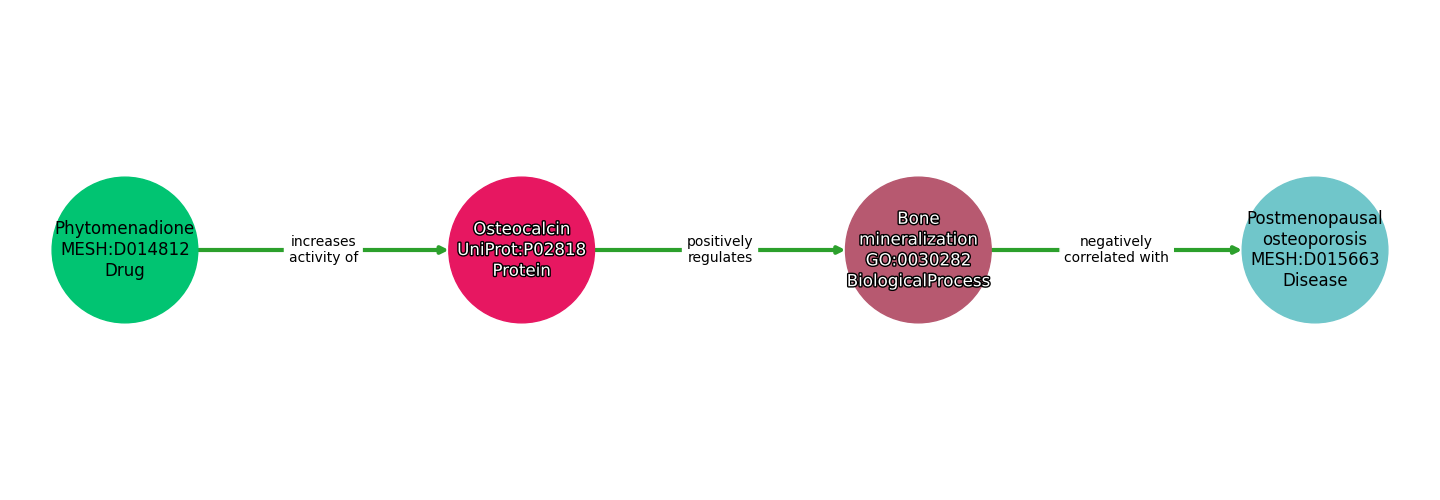 Phytomenadione
MESH:D014812
Drug
increases
activity of
Osteocalcin
UniProt:P02818
Protein
positively
regulates
Bone
mineralization
GO:0030282
BiologicalProcess
negatively
correlated with
Postmenopausal
osteoporosis
MESH:D015663
Disease